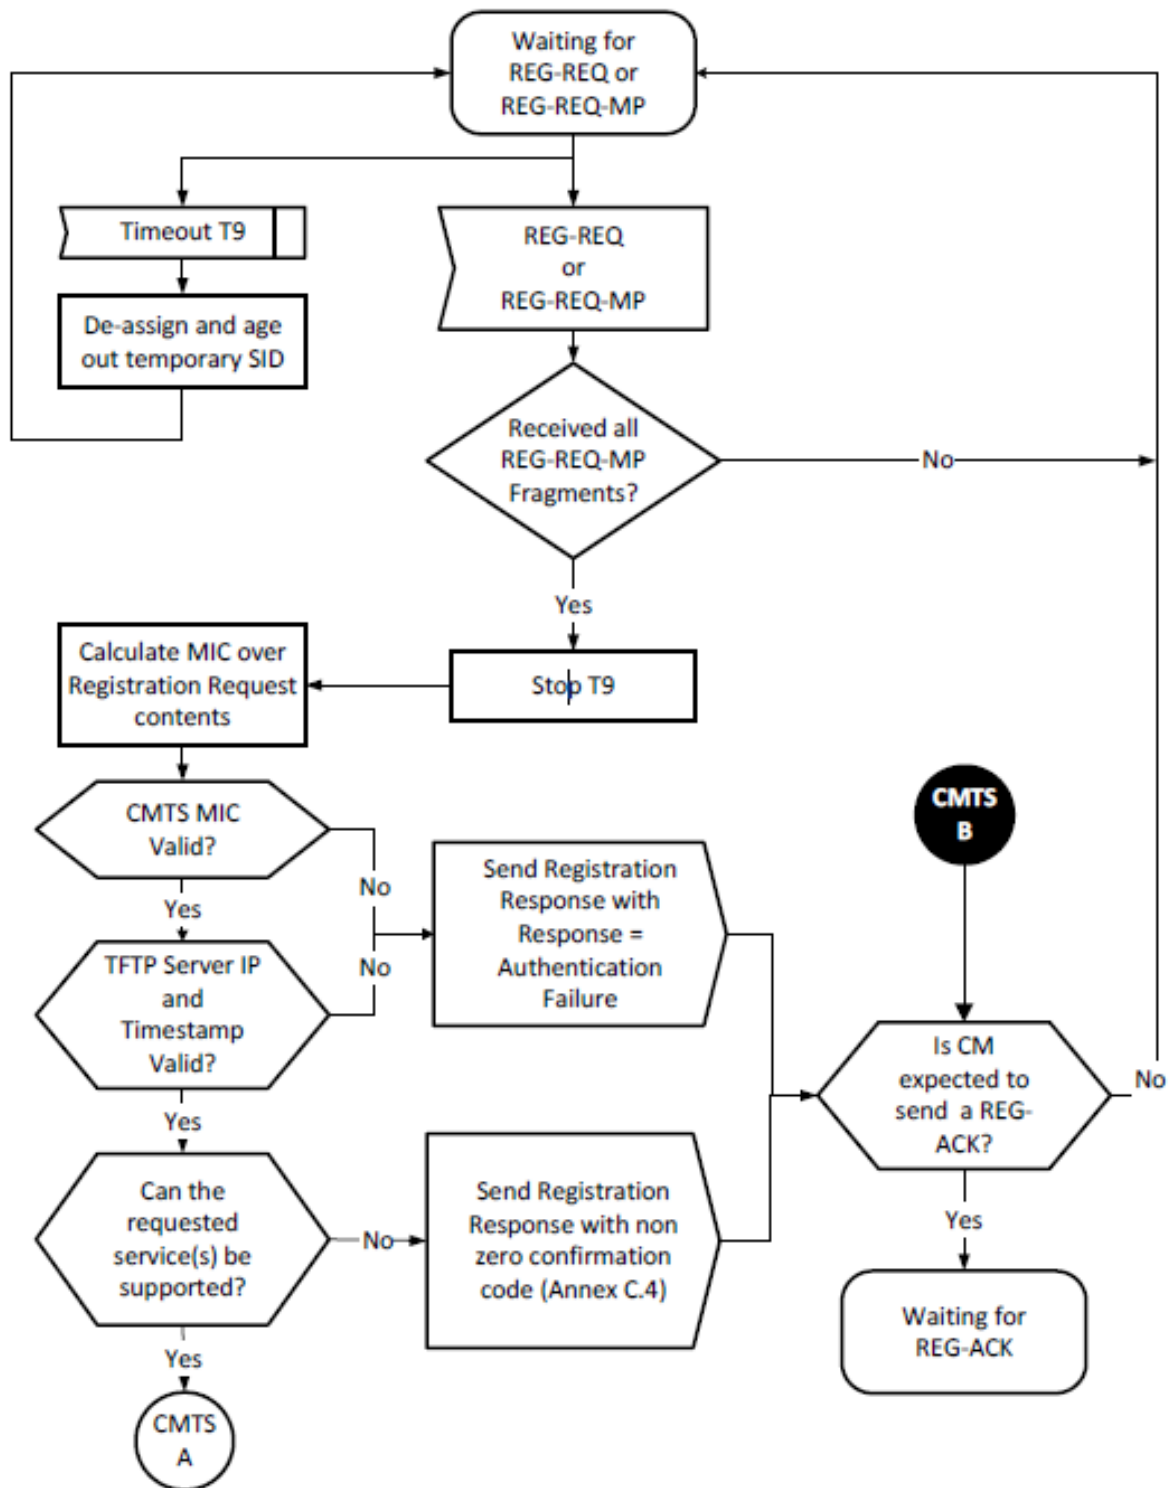 Waiting for
REG-REQ or
REG-REQ-MP
Timeout T9
REG-REQ
or
REG-REQ-MP
De-assign and age
out temporary SID
Received all
REG-REQ-MP
Fragments?
No
Yes
Calculate MIC over
Registration Request
contents
Stop T9
CMTS MIC
Valid?
No
Yes
Send Registration
Response with
Response =
Authentication
Failure
CMTS
B
TFTP Server IP
and
Timestamp
Valid?
No
Yes
Is CM
expected to
send a REG-
ACK?
No
Yes
Can the
requested
service(s) be
supported?
No
Send Registration
Response with non
zero confirmation
code (Annex C.4)
Waiting for
REG-ACK
Yes
CMTS
A